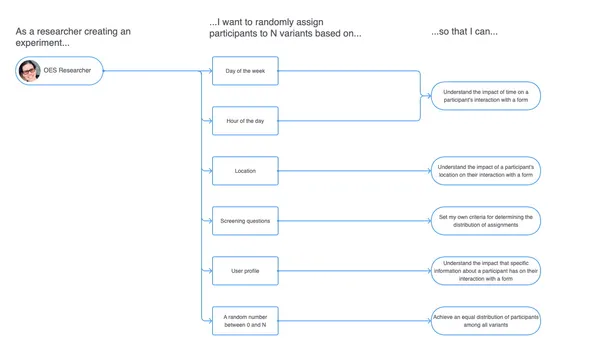 As a researcher creating an
experiment...
...I want to randomly assign
participants to N variants based on...
...so that I can...
OES Researcher
Day of the week
Understand the impact of time on a
participant's interaction with a form
Hour of the day
Location
Understand the impact of a participant's
location on their interaction with a form
Screening questions
Set my own criteria for determining the
distribution of assignments
User profile
Understand the impact that specific
information about a participant has on their
interaction with a form
A random number
between 0 and N
Achieve an equal distribution of participants
among all variants